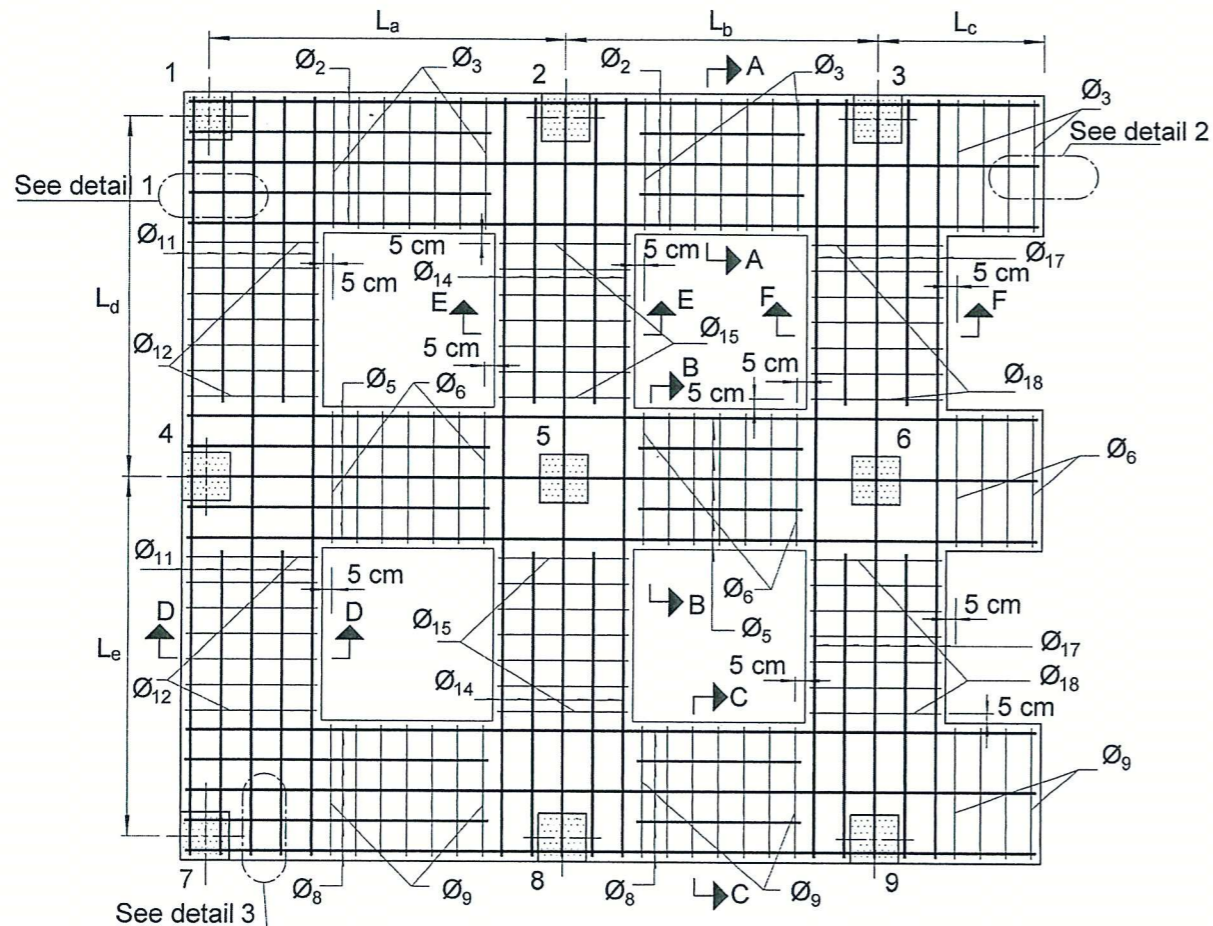 La Lb Lc
1 Ø2 Ø3 2 Ø2 A Ø3 3 Ø3
See detail 2
See detail 1
Ø11 5 cm A Ø17
5 cm Ø14 5 cm 5 cm
Ld E E F F
Ø12 5 cm Ø15
B 5 cm Ø18
Ø5 Ø6 5 cm
4 5 6 Ø6
Ø11 5 cm Ø6
D D B 5 cm
Le Ø15 Ø5 Ø17
Ø12 Ø14 5 cm Ø18
C 5 cm
Ø9
7 Ø8 Ø9 8 Ø8 C Ø9 9
See detail 3